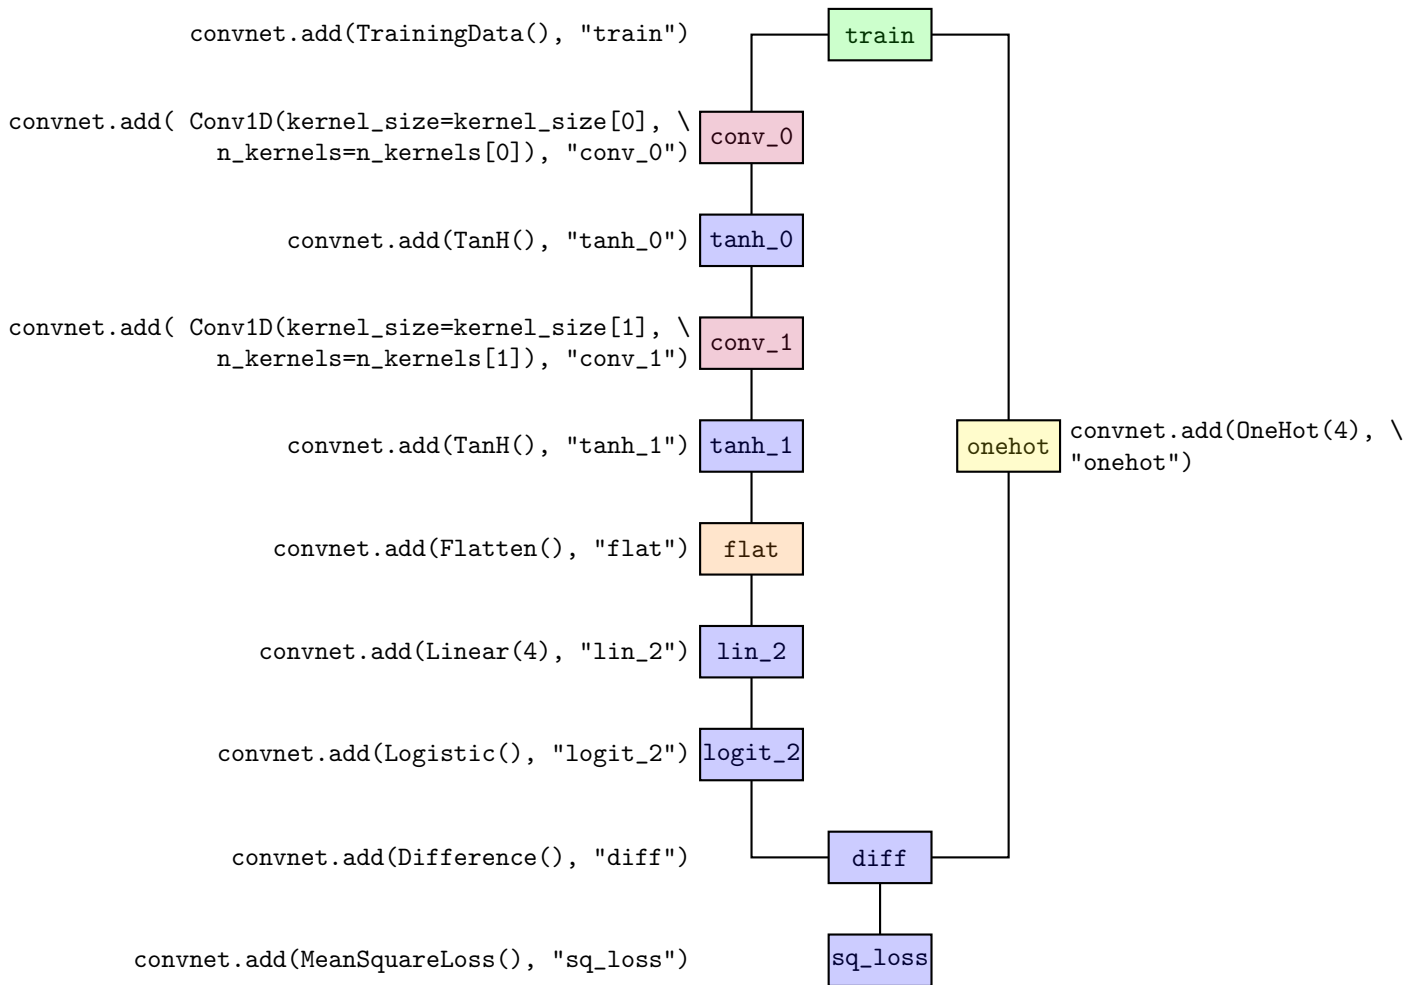 convnet.add(TrainingData(), "train")
train
convnet.add( Conv1D(kernel_size=kernel_size[0], \
n_kernels=n_kernels[0]), "conv_0")
conv_0
convnet.add(TanH(), "tanh_0")
tanh_0
convnet.add( Conv1D(kernel_size=kernel_size[1], \
n_kernels=n_kernels[1]), "conv_1")
conv_1
convnet.add(TanH(), "tanh_1")
tanh_1
onehot
convnet.add(OneHot(4), \
"onehot")
convnet.add(Flatten(), "flat")
flat
convnet.add(Linear(4), "lin_2")
lin_2
convnet.add(Logistic(), "logit_2")
logit_2
convnet.add(Difference(), "diff")
diff
convnet.add(MeanSquareLoss(), "sq_loss")
sq_loss